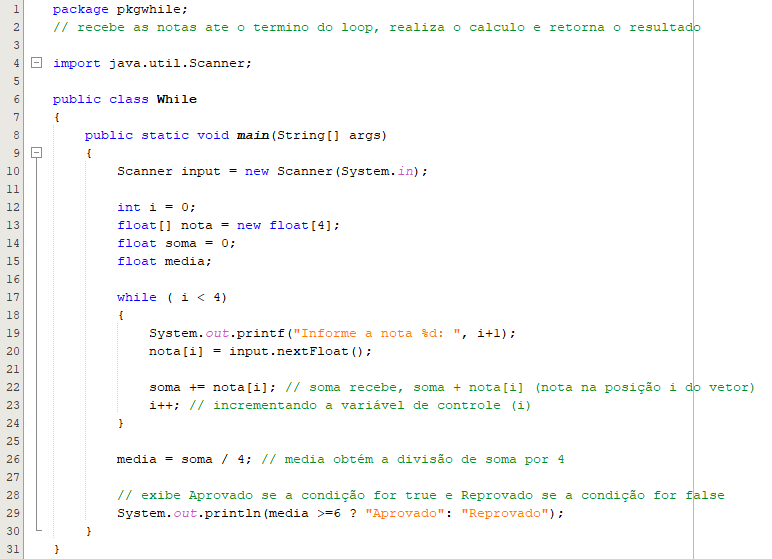 1 package pkgwhile;
2 // recebe as notas ate o termino do loop, realiza o calculo e retorna o resultado
3
4 import java.util.Scanner;
5
6 public class While
7 {
8 public static void main(String[] args)
9 {
10 Scanner input = new Scanner(System.in);
11
12 int i = 0;
13 float[] nota = new float[4];
14 float soma = 0;
15 float media;
16
17 while ( i < 4)
18 {
19 System.out.printf("Informe a nota %d: ", i+1);
20 nota[i] = input.nextFloat();
21
22 soma += nota[i]; // soma recebe, soma + nota[i] (nota na posição i do vetor)
23 i++; // incrementando a variável de controle (i)
24 }
25
26 media = soma / 4; // media obtém a divisão de soma por 4
27
28 // exibe Aprovado se a condição for true e Reprovado se a condição for false
29 System.out.println(media >=6 ? "Aprovado": "Reprovado");
30 }
31 }